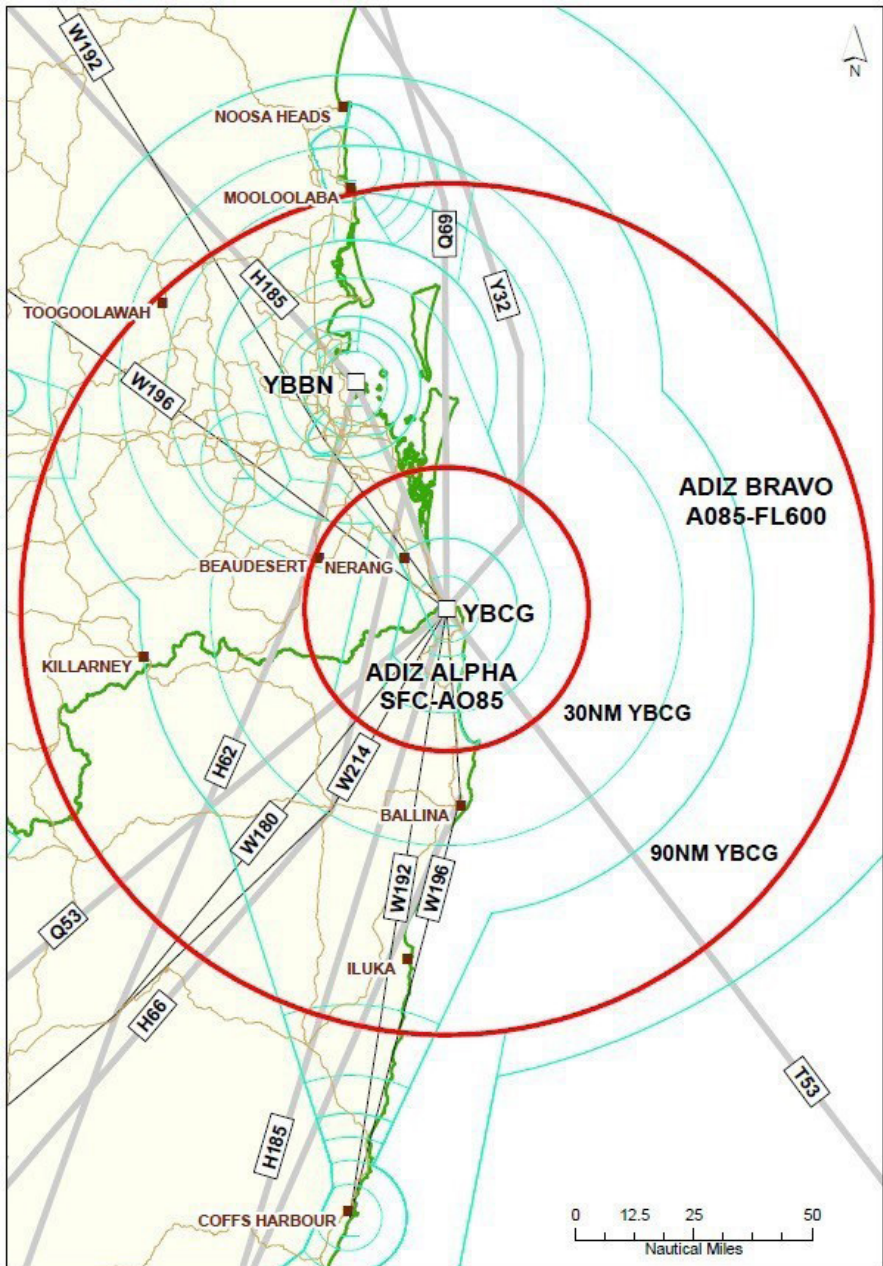 W192
N
NOOSA HEADS
MOOLOOLABA
Q69
H185
Y32
TOOGOOLAWAH
W196
YBBN
ADIZ BRAVO
A085-FL600
BEAUDESERT
NERANG
YBCG
KILLARNEY
ADIZ ALPHA
SFC-AO85
30NM YBCG
H62
W214
BALLINA
W180
90NM YBCG
W192
W196
Q53
ILUKA
H66
T53
H185
COFFS HARBOUR
0 12.5 25 50
Nautical Miles